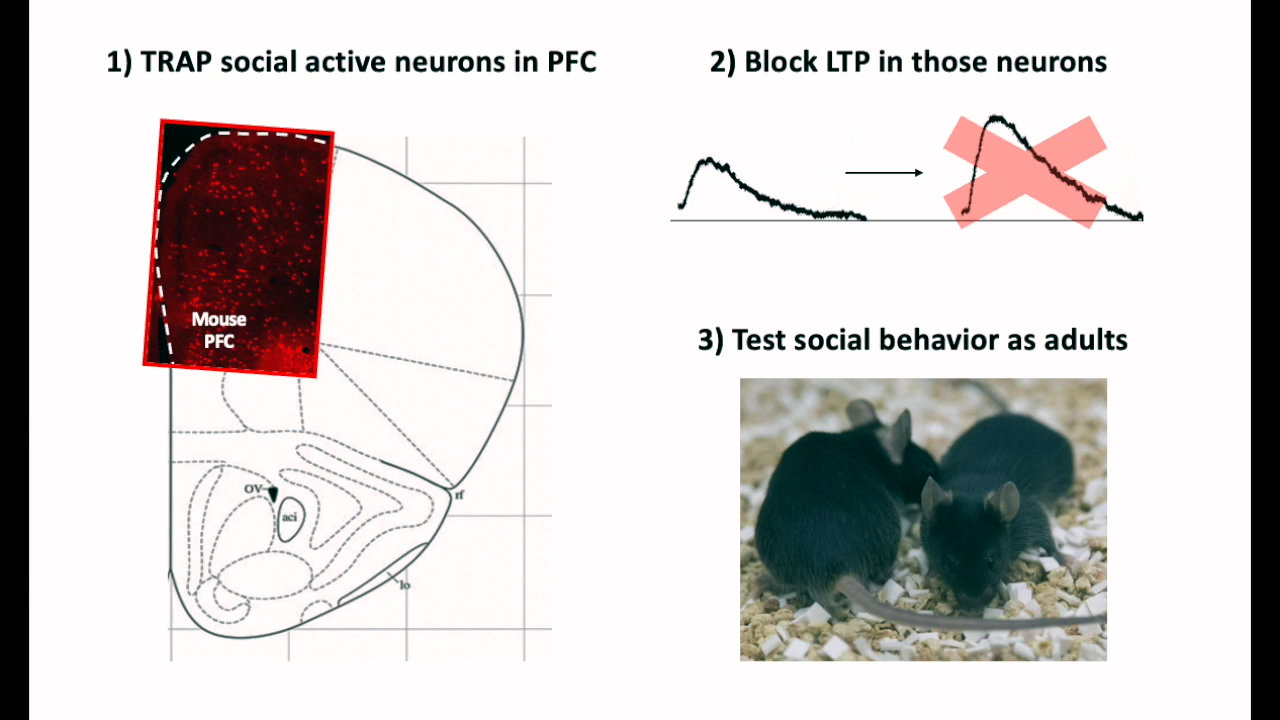 1) TRAP social active neurons in PFC
Mouse
PFC
OV
aci
rf
lo
2) Block LTP in those neurons
3) Test social behavior as adults